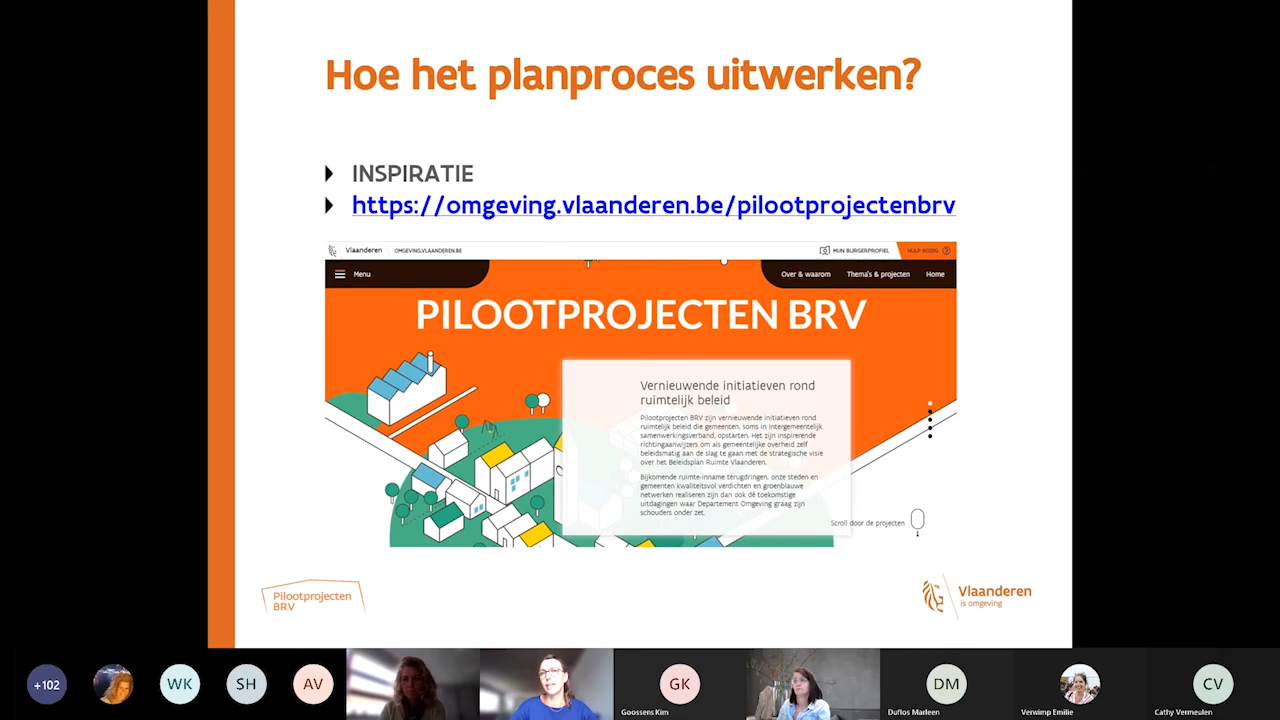 Hoe het planproces uitwerken?
INSPIRATIE
https://omgeving.vlaanderen.be/pilootprojectenbrv
Vlaanderen OMGEVING.VLAANDEREN.BE MIJN BURGERPROFIEL HULP NODIG
Menu Over & waarom Thema's & projecten Home
PILOOTPROJECTEN BRV
Vernieuwende initiatieven rond
ruimtelijk beleid
Pilootprojecten BRV zijn vernieuwende initiatieven rond
ruimtelijk beleid die gemeenten, soms in intergemeentelijk
samenwerkingsverband, opstarten. Het zijn inspirerende
richtingaanwijzers om als gemeentelijke overheid zelf
beleidsmatig aan de slag te gaan met de strategische visie
over het Beleidsplan Ruimte Vlaanderen.
Bijkomende ruimte-inname terugdringen, onze steden en
gemeenten kwaliteitsvol verdichten en groenblauwe
netwerken realiseren zijn dan ook dé toekomstige
uitdagingen waar Departement Omgeving graag zijn
schouders onder zet.
Scroll door de projecten
Pilootprojecten
BRV
Vlaanderen
is omgeving
+102 WK SH AV GK DM CV
Goossens Kim Duflos Marleen Verwimp Emilie Cathy Vermeulen